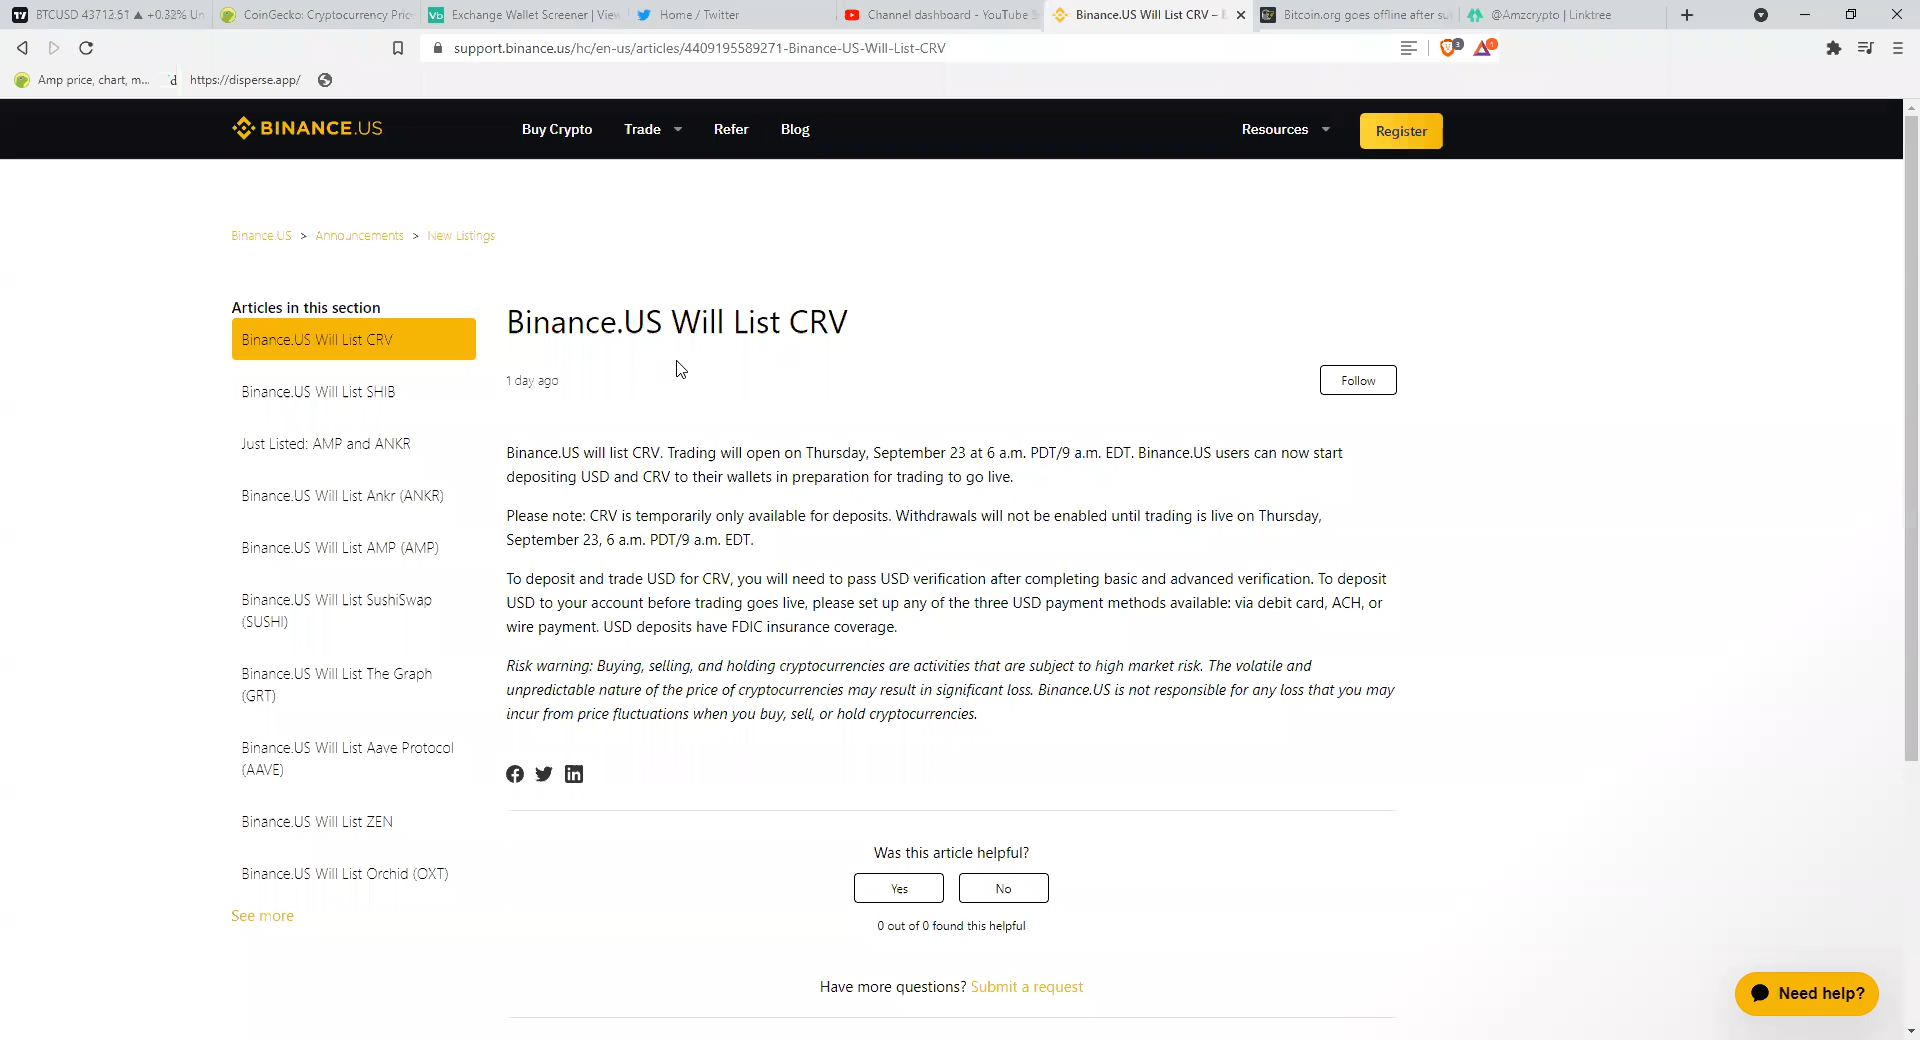 BTCUSD 43712.51 ▲ +0.32% Un
CoinGecko: Cryptocurrency Pric
Vb Exchange Wallet Screener | View
Home / Twitter
Channel dashboard - YouTube S
Binance.US Will List CRV –
Bitcoin.org goes offline after su
@Amzcrypto | Linktree
support.binance.us/hc/en-us/articles/4409195589271-Binance-US-Will-List-CRV
3
1
Amp price, chart, m...
d https://disperse.app/
BINANCE.US
Buy Crypto
Trade
Refer
Blog
Resources
Register
Binance.US > Announcements > New Listings
Articles in this section
Binance.US Will List CRV
Binance.US Will List SHIB
Just Listed: AMP and ANKR
Binance.US Will List Ankr (ANKR)
Binance.US Will List AMP (AMP)
Binance.US Will List SushiSwap
(SUSHI)
Binance.US Will List The Graph
(GRT)
Binance.US Will List Aave Protocol
(AAVE)
Binance.US Will List ZEN
Binance.US Will List Orchid (OXT)
See more
Binance.US Will List CRV
1 day ago
Follow
Binance.US will list CRV. Trading will open on Thursday, September 23 at 6 a.m. PDT/9 a.m. EDT. Binance.US users can now start
depositing USD and CRV to their wallets in preparation for trading to go live.
Please note: CRV is temporarily only available for deposits. Withdrawals will not be enabled until trading is live on Thursday,
September 23, 6 a.m. PDT/9 a.m. EDT.
To deposit and trade USD for CRV, you will need to pass USD verification after completing basic and advanced verification. To deposit
USD to your account before trading goes live, please set up any of the three USD payment methods available: via debit card, ACH, or
wire payment. USD deposits have FDIC insurance coverage.
Risk warning: Buying, selling, and holding cryptocurrencies are activities that are subject to high market risk. The volatile and
unpredictable nature of the price of cryptocurrencies may result in significant loss. Binance.US is not responsible for any loss that you may
incur from price fluctuations when you buy, sell, or hold cryptocurrencies.
Was this article helpful?
Yes
No
0 out of 0 found this helpful
Have more questions? Submit a request
Need help?